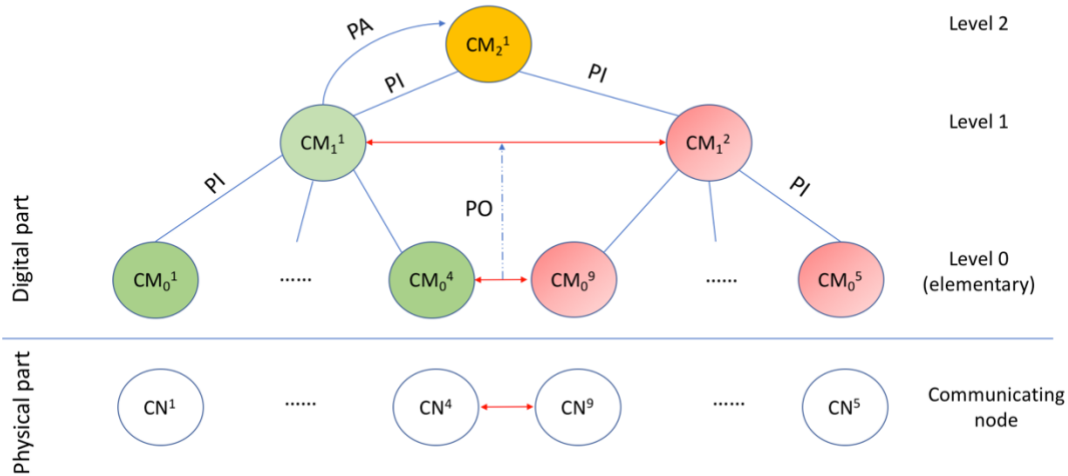 Level 2
PA
CM₂¹
PI
PI
Level 1
CM₁¹
CM₁²
PI
PI
PO
Digital part
Level 0
(elementary)
CM₀¹
......
CM₀⁴
CM₀⁹
......
CM₀⁵
Physical part
CN¹
......
CN⁴
CN⁹
......
CN⁵
Communicating
node